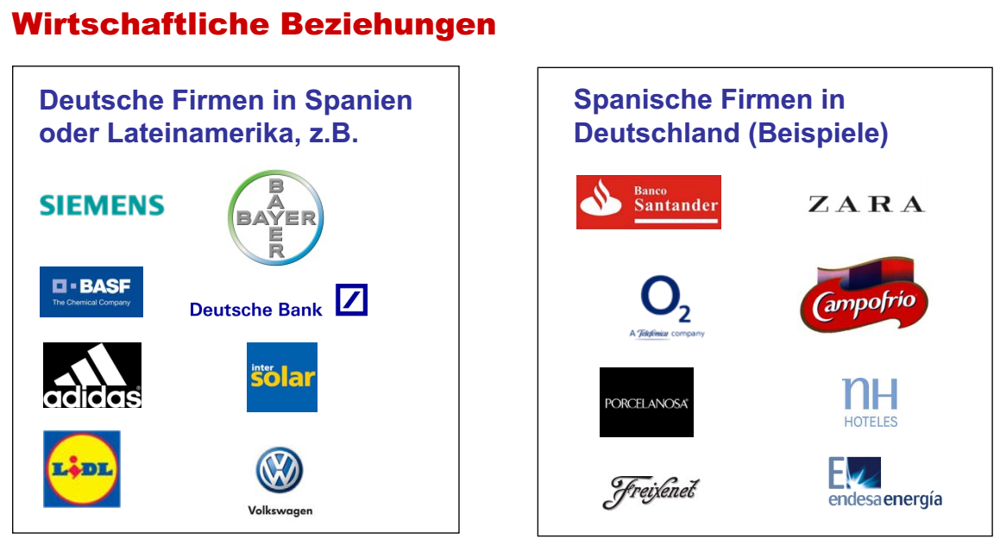 Wirtschaftliche Beziehungen
Deutsche Firmen in Spanien
oder Lateinamerika, z.B.
SIEMENS
BAYER
BAYER
BASF
The Chemical Company
Deutsche Bank
adidas
inter
solar
LIDL
Volkswagen
Spanische Firmen in
Deutschland (Beispiele)
Banco
Santander
ZARA
O2
A Telefónica company
Campofrio
PORCELANOSA
nH
HOTELES
Freixenet
E
endesa energía